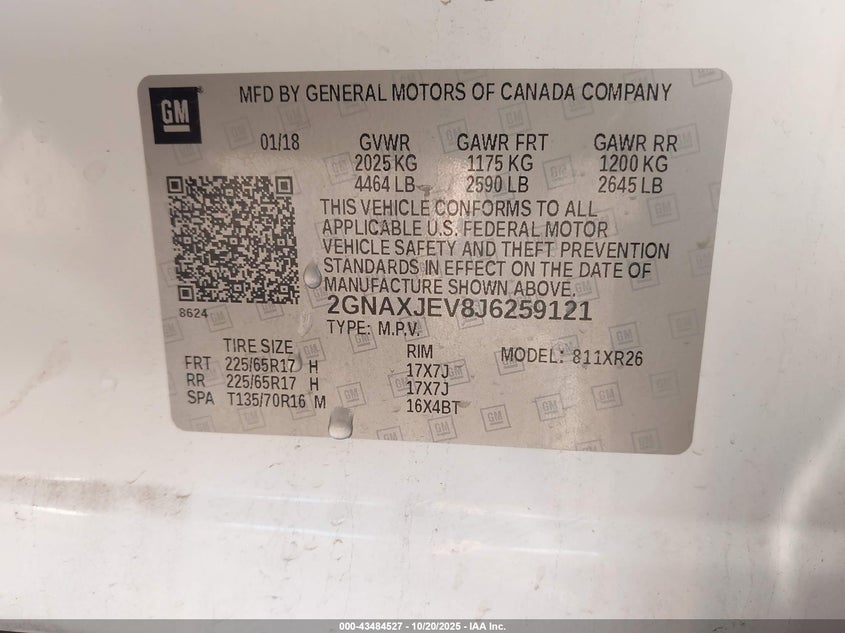 GM
MFD BY GENERAL MOTORS OF CANADA COMPANY
01/18 GVWR GAWR FRT GAWR RR
2025 KG 1175 KG 1200 KG
4464 LB 2590 LB 2645 LB
THIS VEHICLE CONFORMS TO ALL
APPLICABLE U.S. FEDERAL MOTOR
VEHICLE SAFETY AND THEFT PREVENTION
STANDARDS IN EFFECT ON THE DATE OF
MANUFACTURE SHOWN ABOVE.
8624
2GNAXJEV8J6259121
TYPE: M.P.V.
TIRE SIZE RIM MODEL: 811XR26
FRT 225/65R17 H 17X7J
RR 225/65R17 H 17X7J
SPA T135/70R16 M 16X4BT
000-43484527 - 10/20/2025 - IAA Inc.